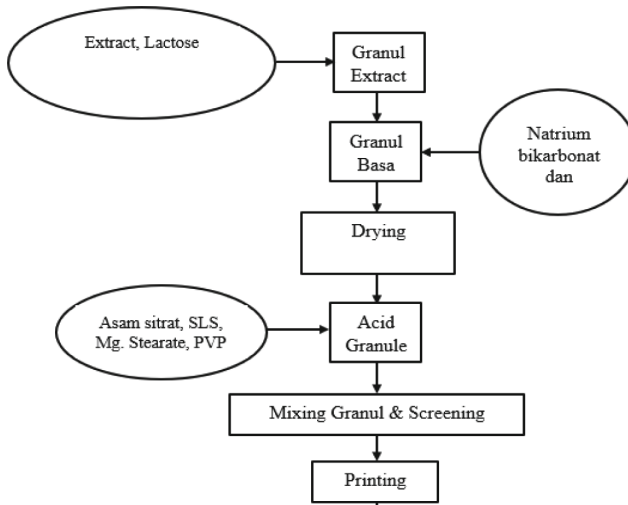 Extract, Lactose
Granul
Extract
Granul
Basa
Natrium
bikarbonat
dan
Drying
Asam sitrat, SLS,
Mg. Stearate, PVP
Acid
Granule
Mixing Granul & Screening
Printing